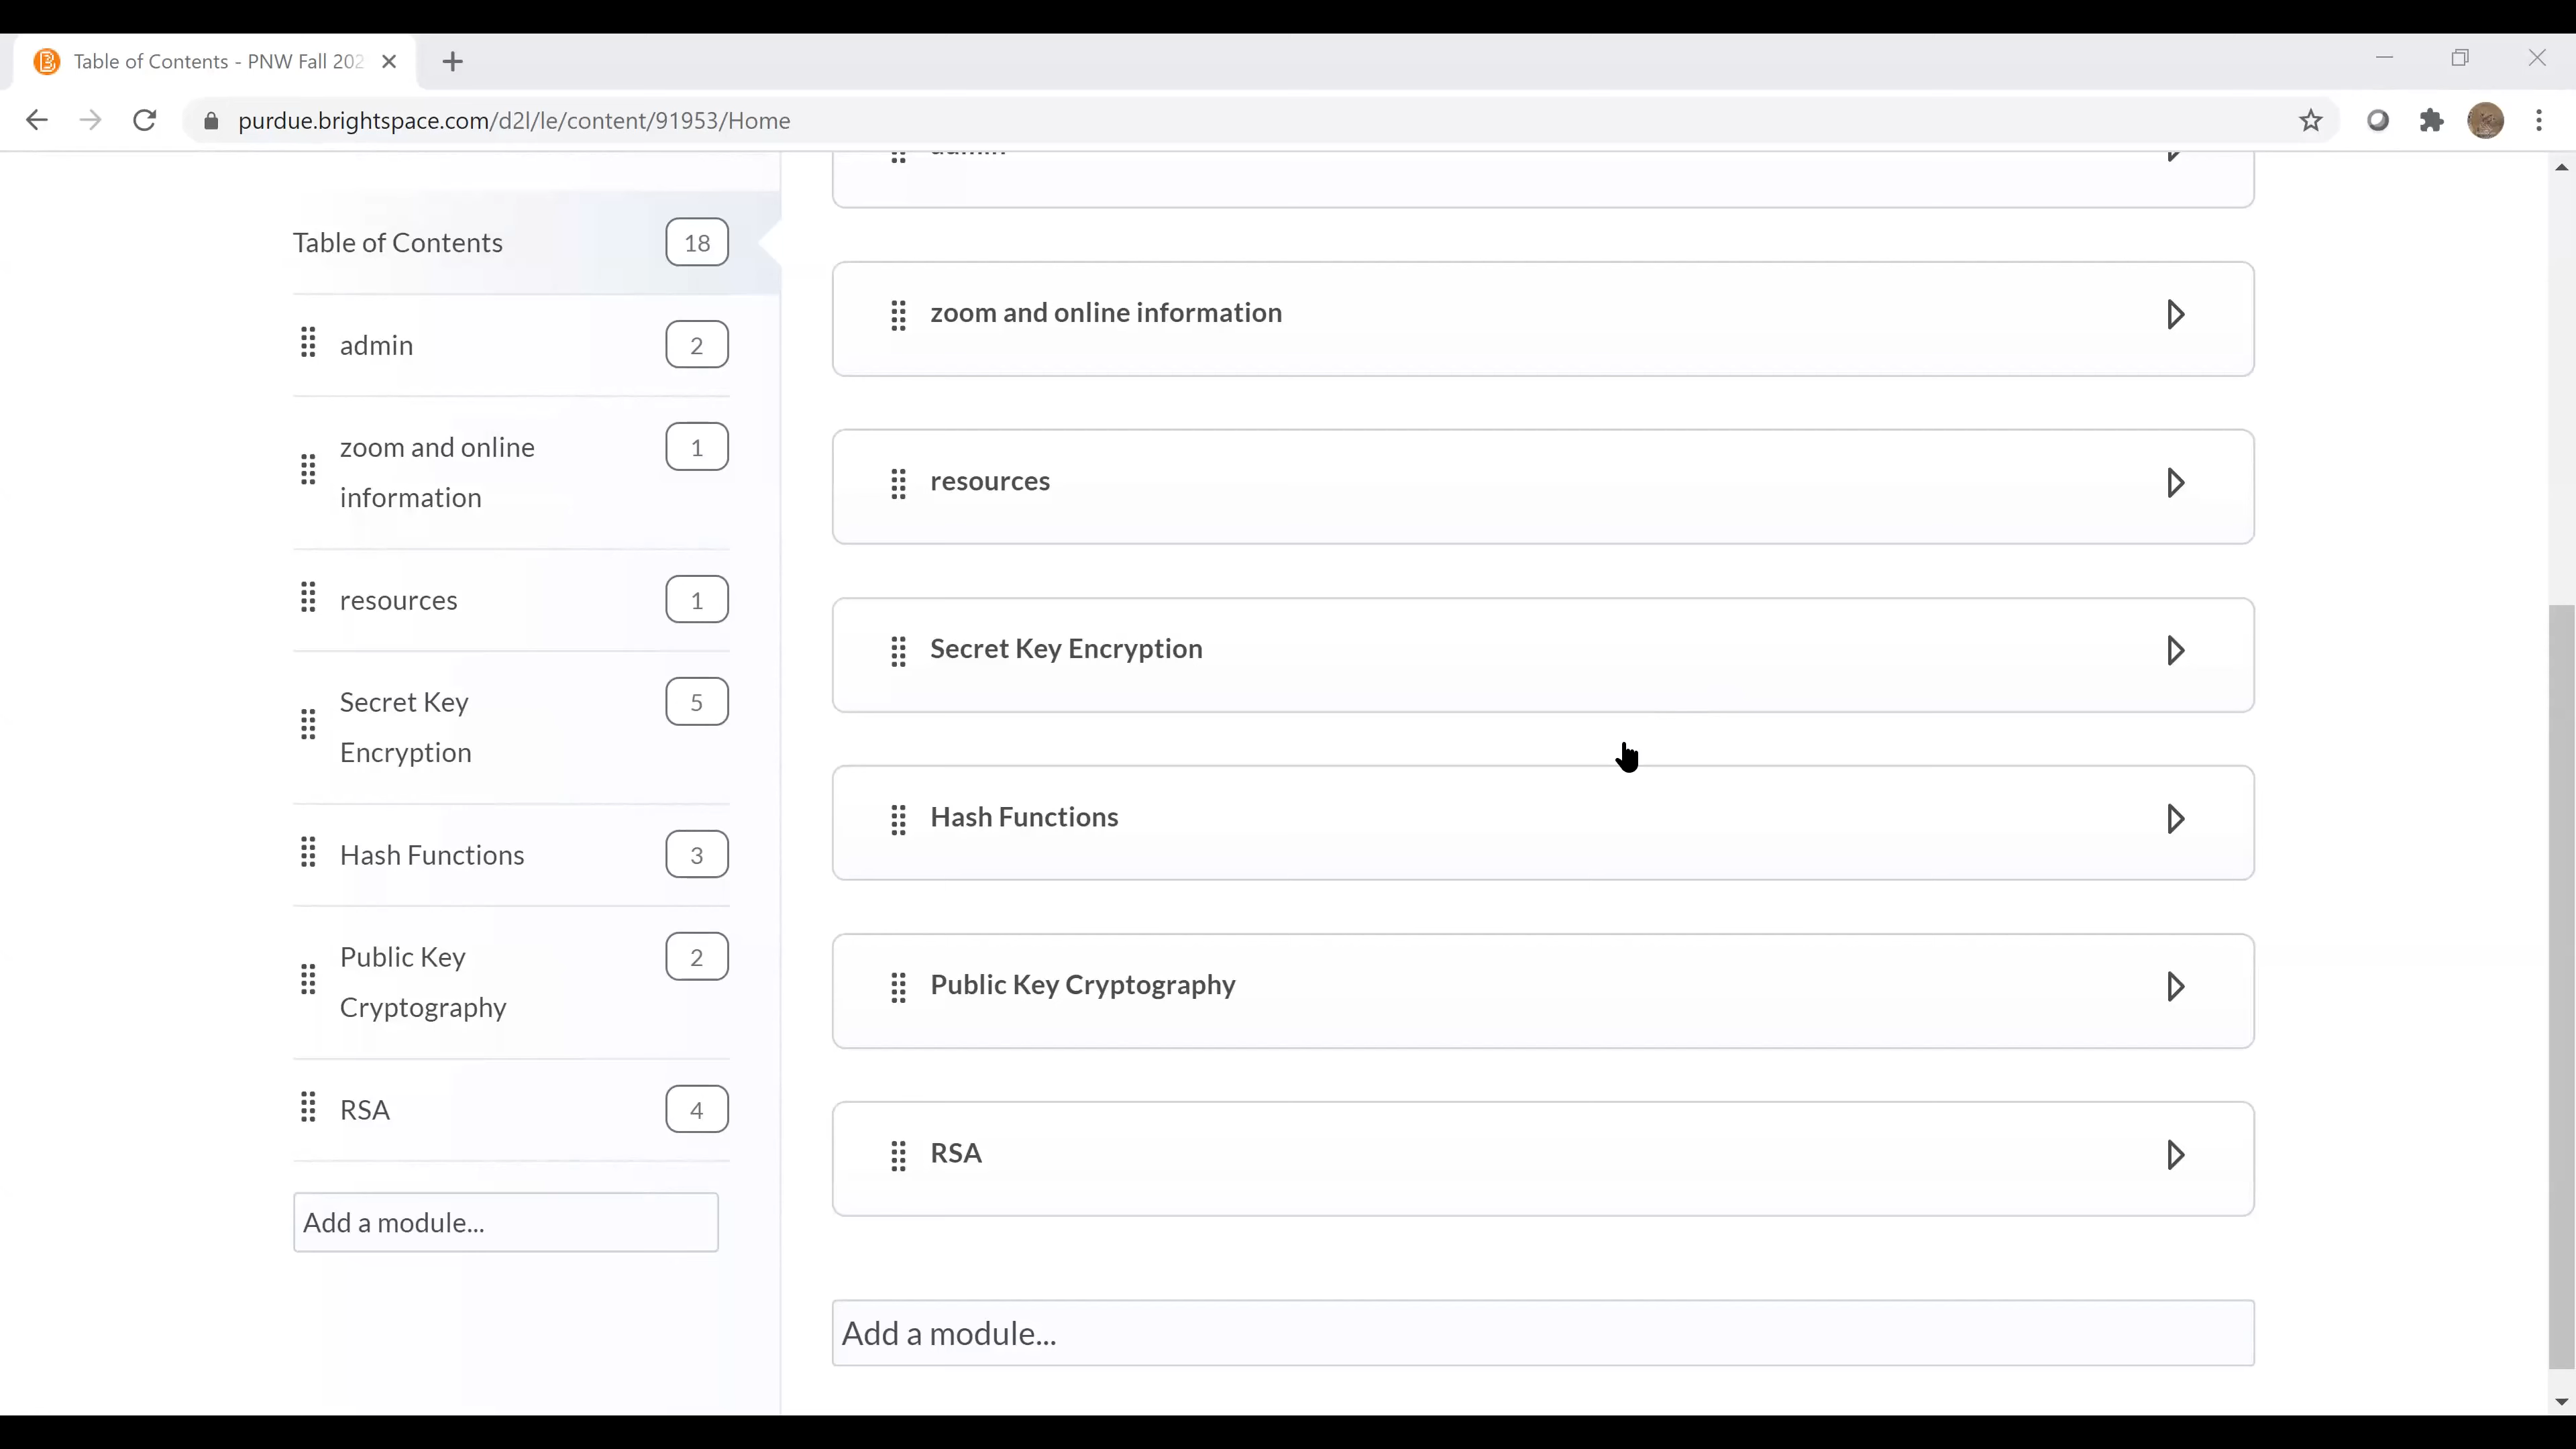 Table of Contents - PNW Fall 202
purdue.brightspace.com/d2l/le/content/91953/Home
Table of Contents 18
admin 2
zoom and online 1
information
resources 1
Secret Key 5
Encryption
Hash Functions 3
Public Key 2
Cryptography
RSA 4
Add a module...
admin
zoom and online information
resources
Secret Key Encryption
Hash Functions
Public Key Cryptography
RSA
Add a module...